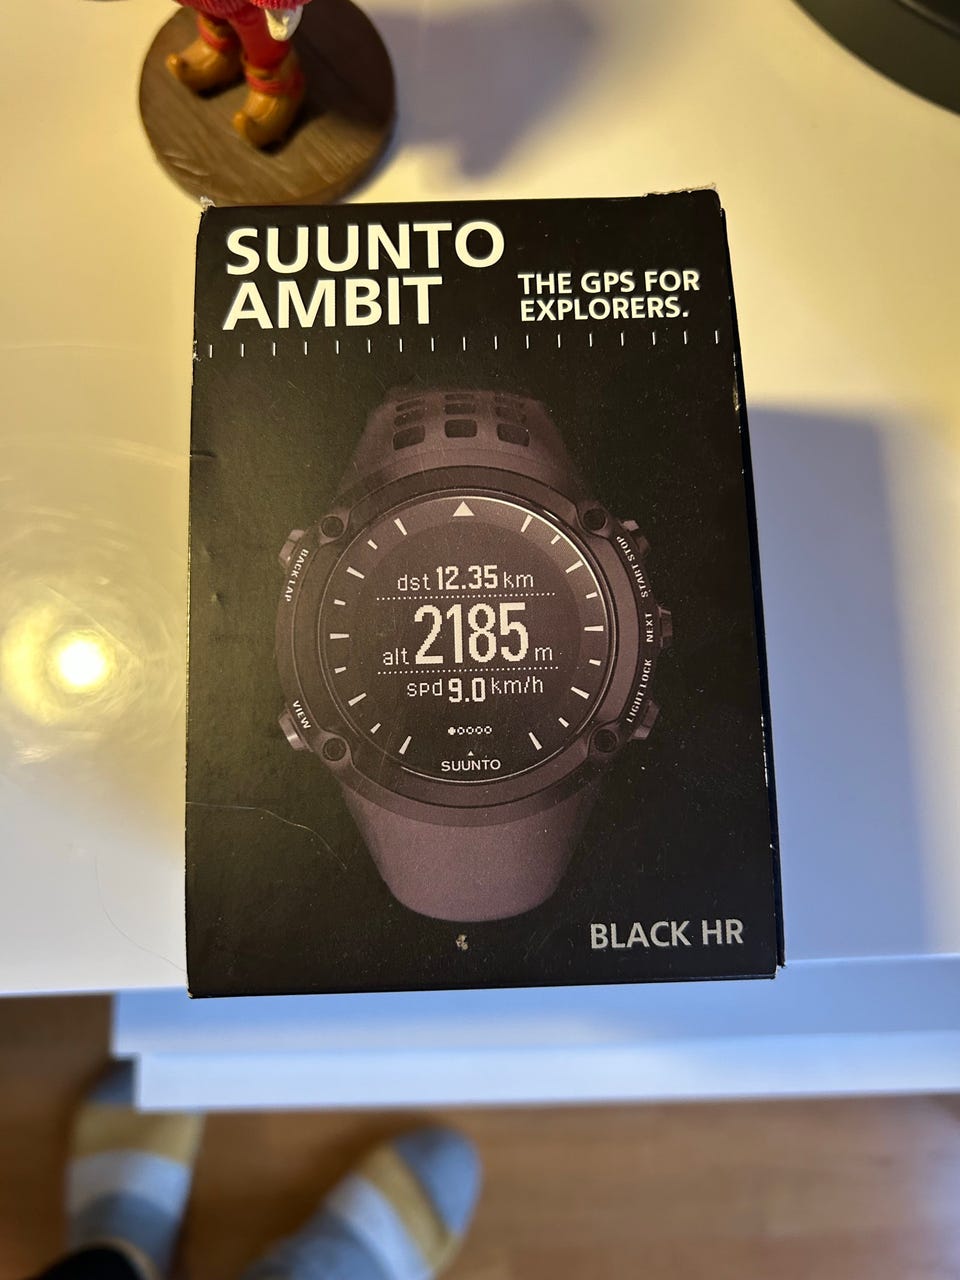 SUUNTO
AMBIT
THE GPS FOR
EXPLORERS.
BACK LAP
START STOP
dst 12.35 km
NEXT
alt 2185 m
spd 9.0 km/h
VIEW
LIGHT LOCK
SUUNTO
BLACK HR